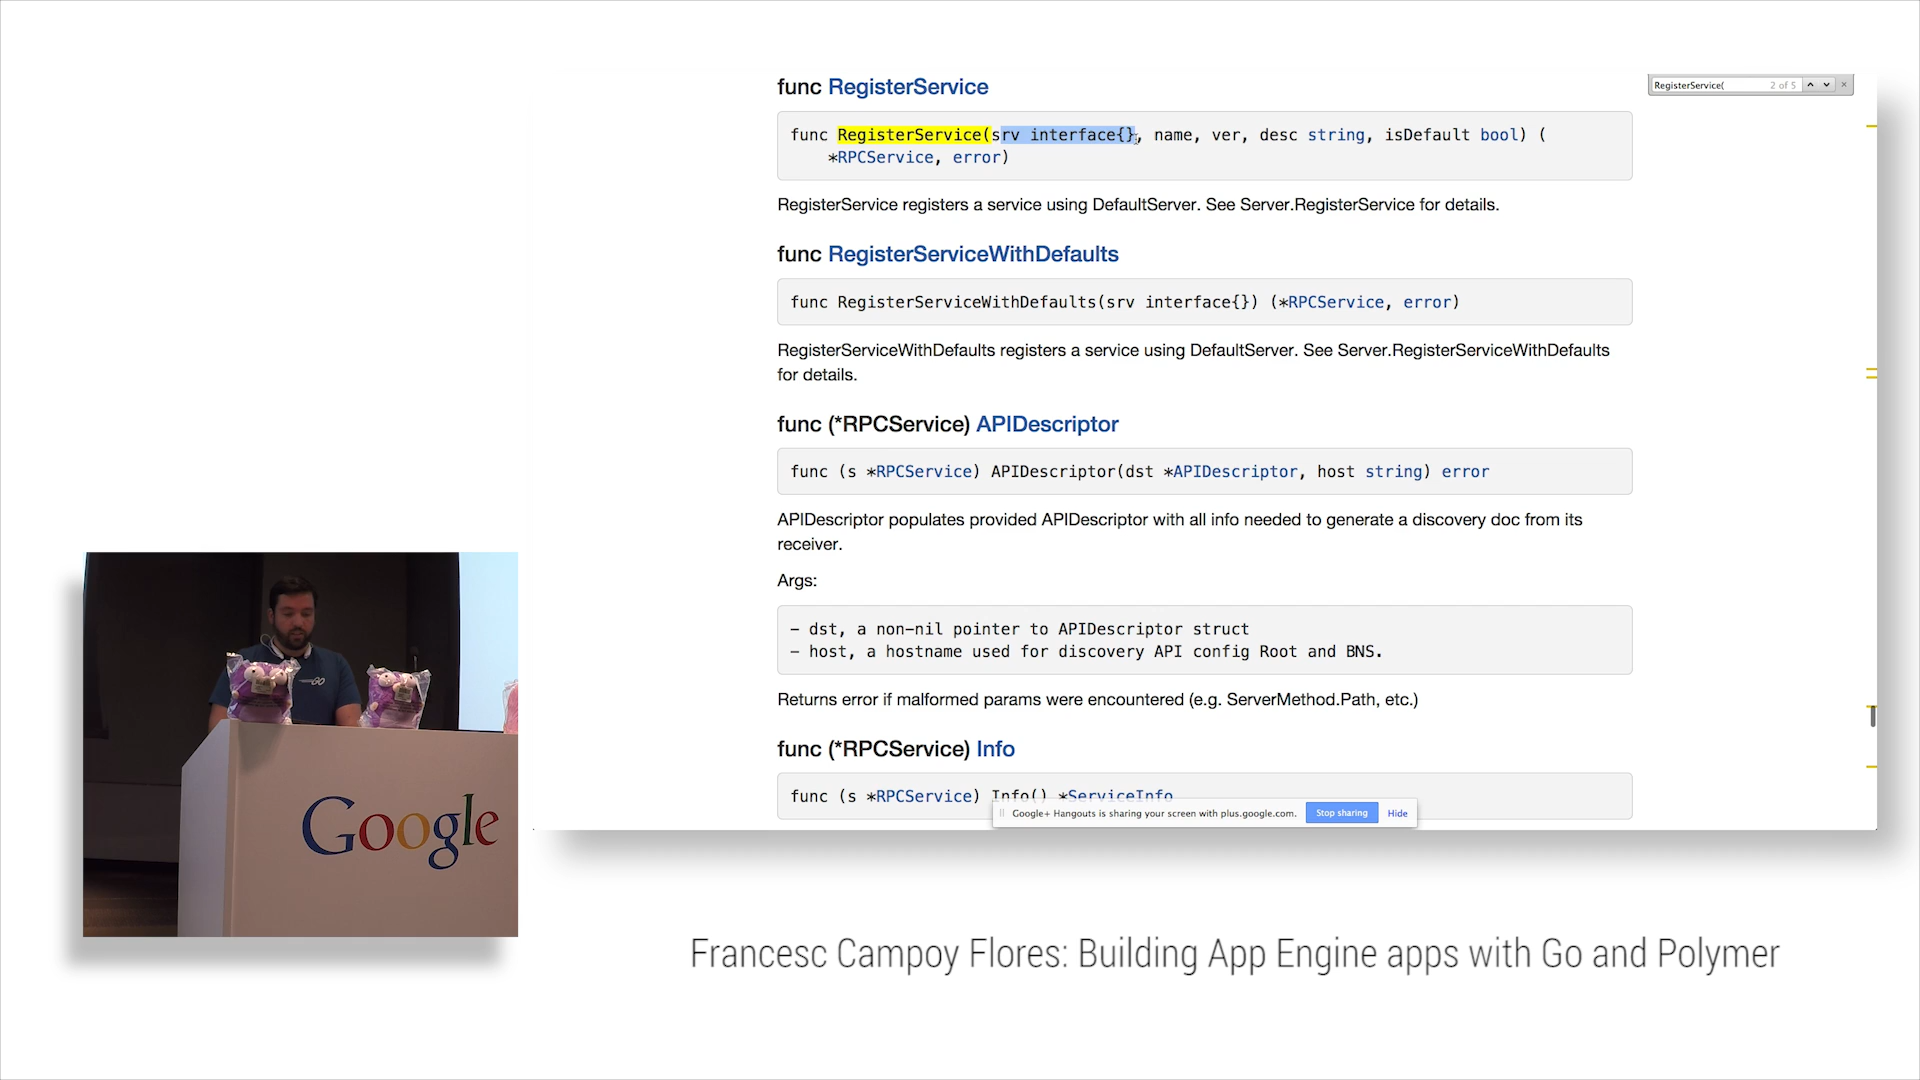 func RegisterService
RegisterService( 2 of 5
func RegisterService(srv interface{}, name, ver, desc string, isDefault bool) (
*RPCService, error)
RegisterService registers a service using DefaultServer. See Server.RegisterService for details.
func RegisterServiceWithDefaults
func RegisterServiceWithDefaults(srv interface{}) (*RPCService, error)
RegisterServiceWithDefaults registers a service using DefaultServer. See Server.RegisterServiceWithDefaults
for details.
func (*RPCService) APIDescriptor
func (s *RPCService) APIDescriptor(dst *APIDescriptor, host string) error
APIDescriptor populates provided APIDescriptor with all info needed to generate a discovery doc from its
receiver.
Args:
- dst, a non-nil pointer to APIDescriptor struct
- host, a hostname used for discovery API config Root and BNS.
Returns error if malformed params were encountered (e.g. ServerMethod.Path, etc.)
func (*RPCService) Info
func (s *RPCService) Info() *ServiceInfo
Google+ Hangouts is sharing your screen with plus.google.com. Stop sharing Hide
GO
Google
Francesc Campoy Flores: Building App Engine apps with Go and Polymer